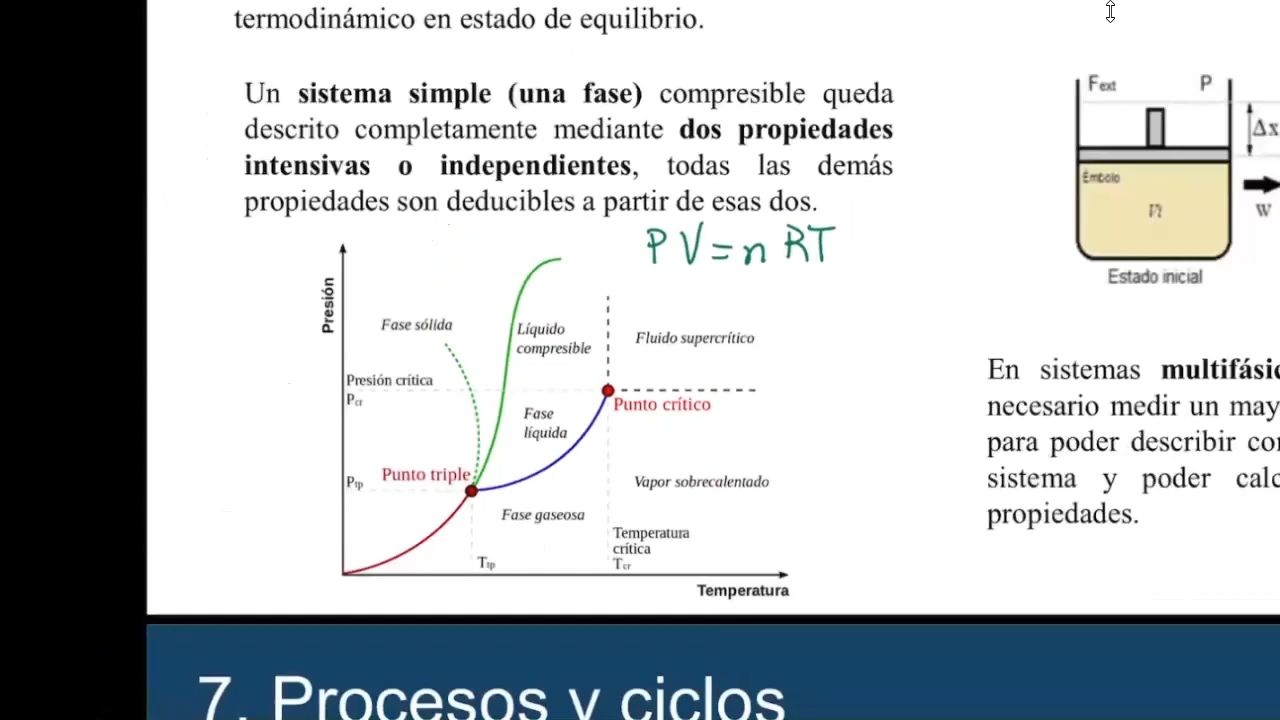 termodinámico en estado de equilibrio.
Un sistema simple (una fase) compresible queda
descrito completamente mediante dos propiedades
intensivas o independientes, todas las demás
propiedades son deducibles a partir de esas dos.
PV=nRT
Presión
Fase sólida
Líquido
compresible
Fluido supercrítico
Presión crítica
Pcr
Punto crítico
Fase
líquida
Punto triple
Ptp
Vapor sobrecalentado
Fase gaseosa
Temperatura
crítica
Tcr
Ttp
Temperatura
Fext P
Δx
Émbolo
W
Estado inicial
En sistemas multifásic
necesario medir un may
para poder describir con
sistema y poder calc
propiedades.
7. Procesos y ciclos